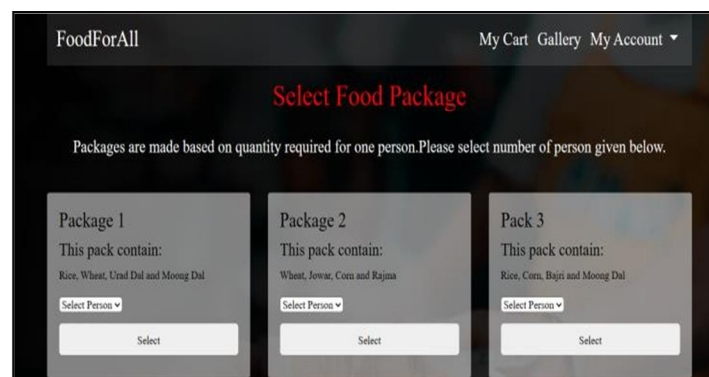 FoodForAll
My Cart Gallery My Account
Select Food Package
Packages are made based on quantity required for one person.Please select number of person given below.
Package 1
This pack contain:
Rice, Wheat, Urad Dal and Moong Dal
Select Person
Select
Package 2
This pack contain:
Wheat, Jowar, Corn and Rajma
Select Person
Select
Pack 3
This pack contain:
Rice, Corn, Bajri and Moong Dal
Select Person
Select